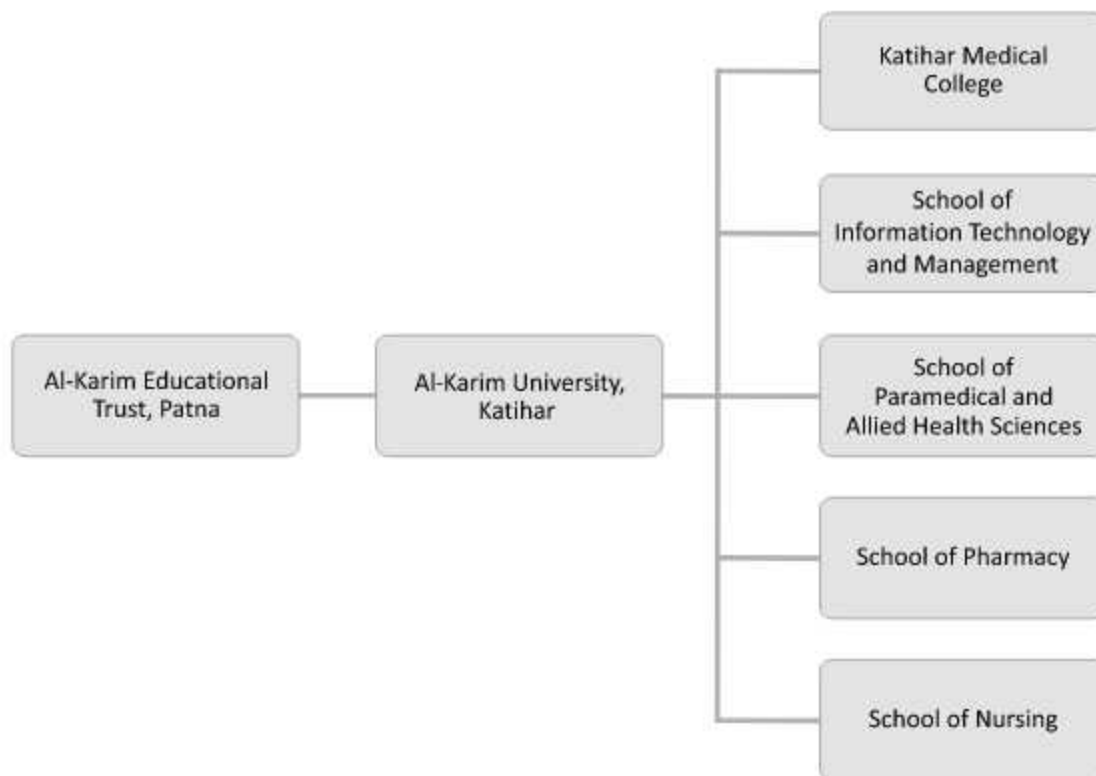 Katihar Medical
College
School of
Information Technology
and Management
Al-Karim Educational
Trust, Patna
Al-Karim University,
Katihar
School of
Paramedical and
Allied Health Sciences
School of Pharmacy
School of Nursing